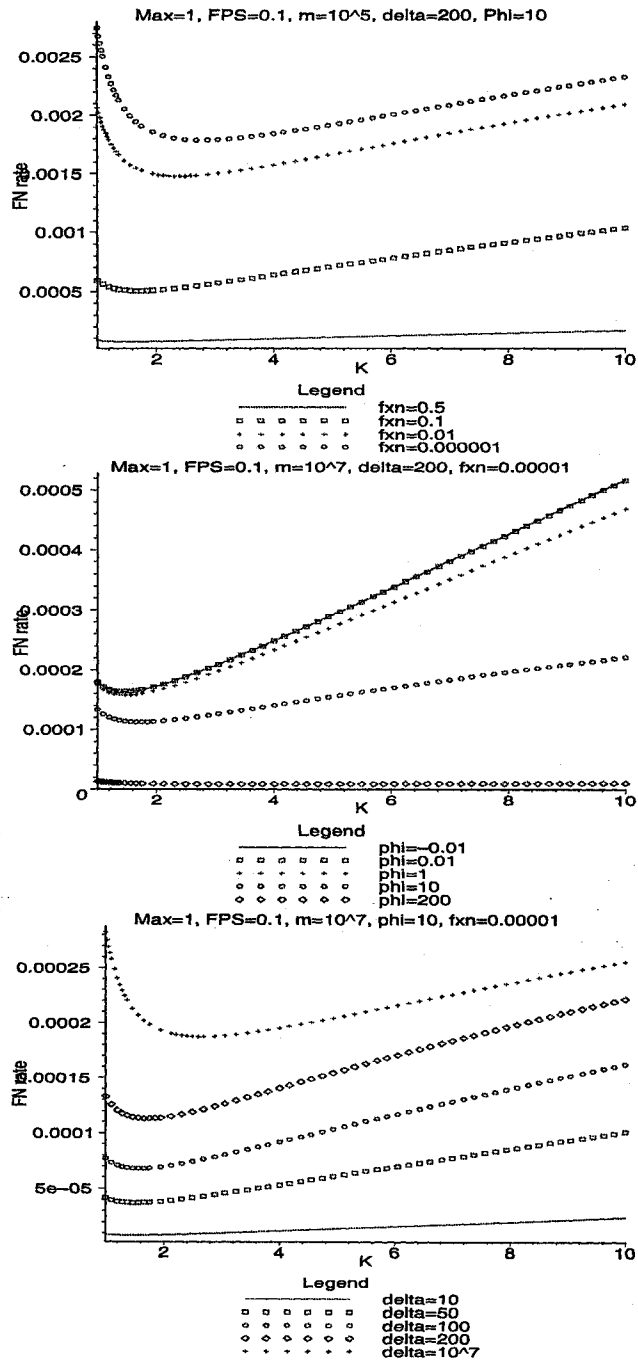 Max=1, FPS=0.1, m=10^5, delta=200, Phi=10
0.0025
0.002
0.0015
0.001
0.0005
FN rate
2 4 6 8 10
K
Legend
fxn=0.5
fxn=0.1
fxn=0.01
fxn=0.000001
Max=1, FPS=0.1, m=10^7, delta=200, fxn=0.00001
0.0005
0.0004
0.0003
0.0002
0.0001
0
FN rate
2 4 6 8 10
K
Legend
phi=-0.01
phi=0.01
phi=1
phi=10
phi=200
Max=1, FPS=0.1, m=10^7, phi=10, fxn=0.00001
0.00025
0.0002
0.00015
0.0001
5e-05
FN rate
2 4 6 8 10
K
Legend
delta=10
delta=50
delta=100
delta=200
delta=10^7